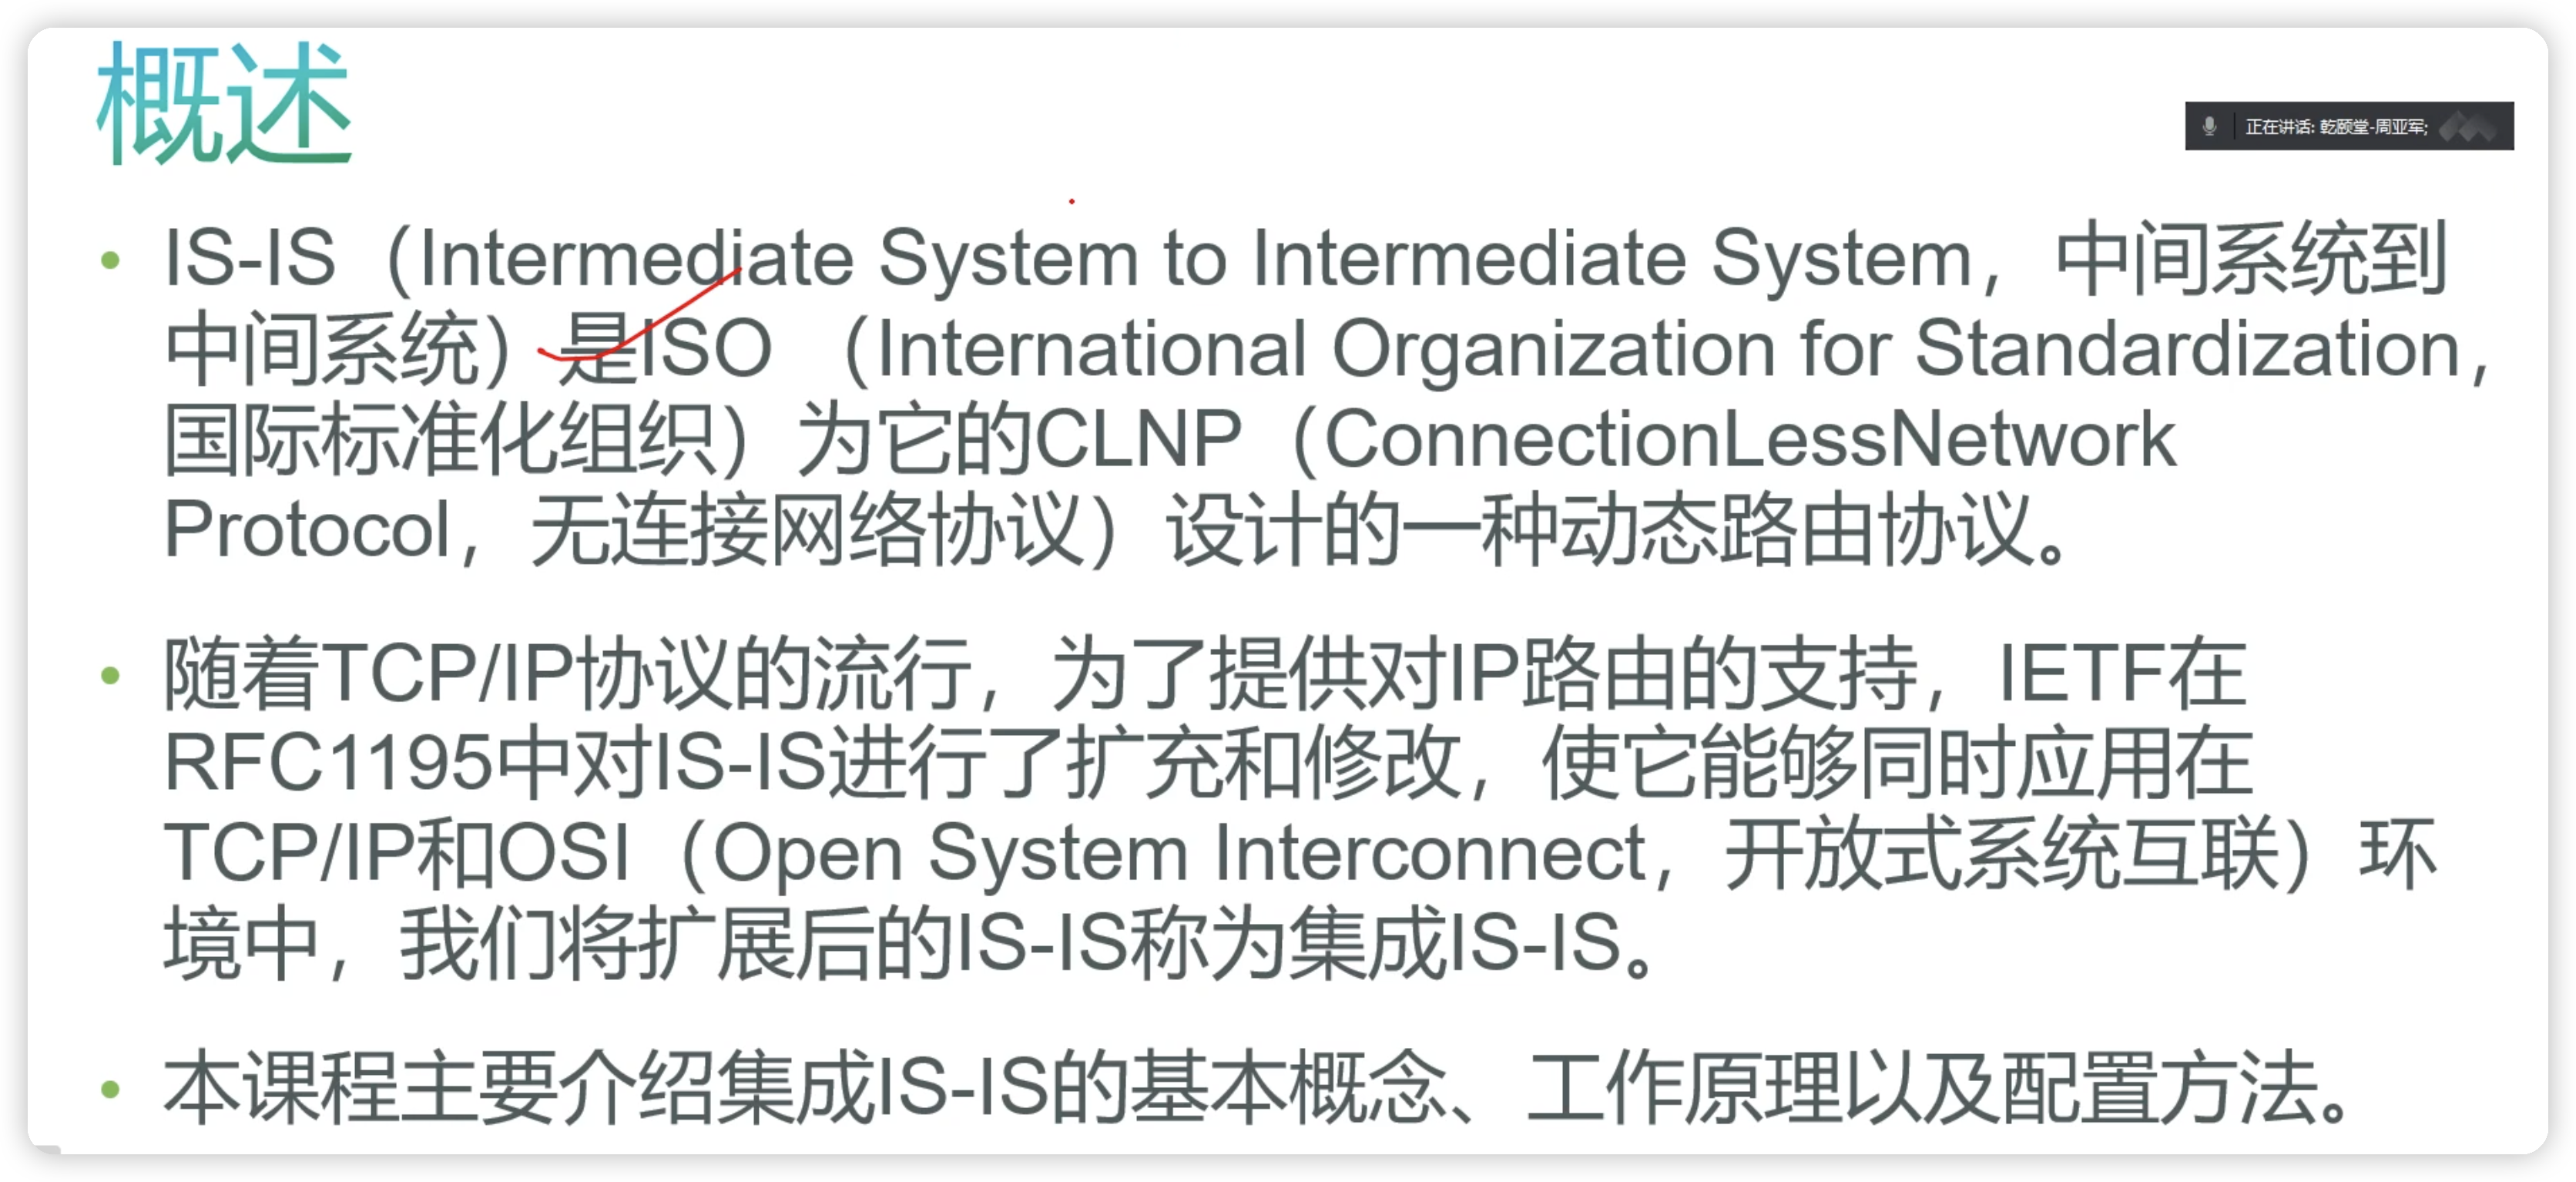 概述
正在讲话: 乾颐堂-周亚军;
• IS-IS（Intermediate System to Intermediate System，中间系统到
中间系统）是ISO （International Organization for Standardization，
国际标准化组织）为它的CLNP（ConnectionLessNetwork
Protocol，无连接网络协议）设计的一种动态路由协议。
• 随着TCP/IP协议的流行，为了提供对IP路由的支持，IETF在
RFC1195中对IS-IS进行了扩充和修改，使它能够同时应用在
TCP/IP和OSI（Open System Interconnect，开放式系统互联）环
境中，我们将扩展后的IS-IS称为集成IS-IS。
• 本课程主要介绍集成IS-IS的基本概念、工作原理以及配置方法。